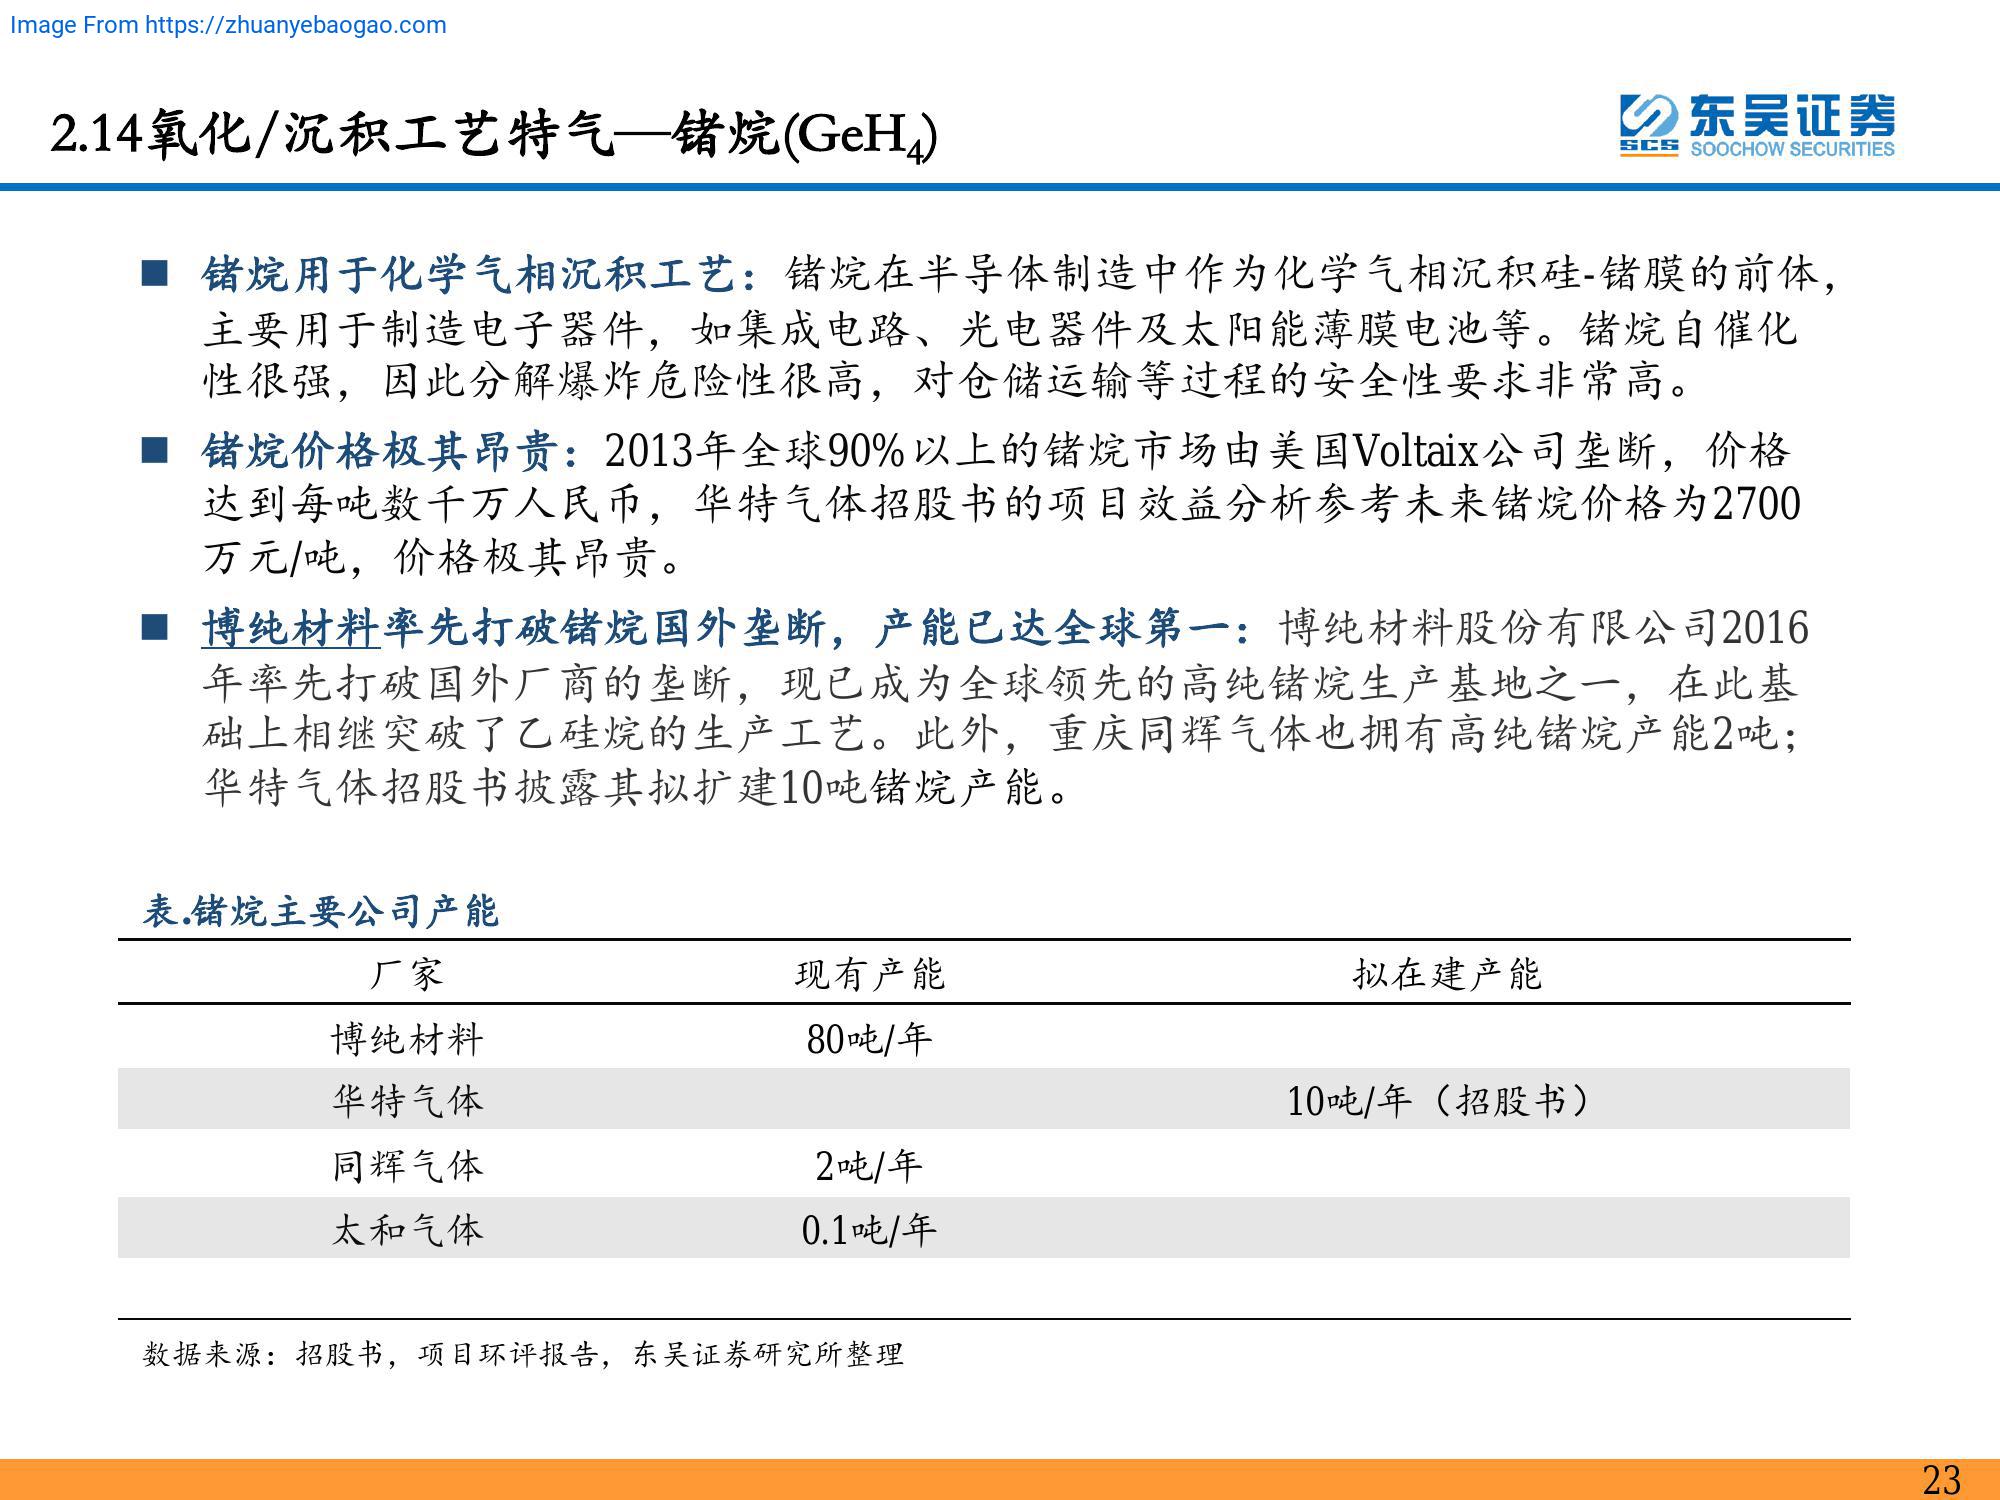 Image From https://zhuanyebaogao.com
2.14氧化/沉积工艺特气—锗烷(GeH4)
SCS
东吴证券
SOOCHOW SECURITIES
■ 锗烷用于化学气相沉积工艺：锗烷在半导体制造中作为化学气相沉积硅-锗膜的前体，
主要用于制造电子器件，如集成电路、光电器件及太阳能薄膜电池等。锗烷自催化
性很强，因此分解爆炸危险性很高，对仓储运输等过程的安全性要求非常高。
■ 锗烷价格极其昂贵：2013年全球90%以上的锗烷市场由美国Voltaix公司垄断，价格
达到每吨数千万人民币，华特气体招股书的项目效益分析参考未来锗烷价格为2700
万元/吨，价格极其昂贵。
■ 博纯材料率先打破锗烷国外垄断，产能已达全球第一：博纯材料股份有限公司2016
年率先打破国外厂商的垄断，现已成为全球领先的高纯锗烷生产基地之一，在此基
础上相继突破了乙硅烷的生产工艺。此外，重庆同辉气体也拥有高纯锗烷产能2吨；
华特气体招股书披露其拟扩建10吨锗烷产能。
表.锗烷主要公司产能
厂家 现有产能 拟在建产能
博纯材料 80吨/年
华特气体 10吨/年（招股书）
同辉气体 2吨/年
太和气体 0.1吨/年
数据来源：招股书，项目环评报告，东吴证券研究所整理
23